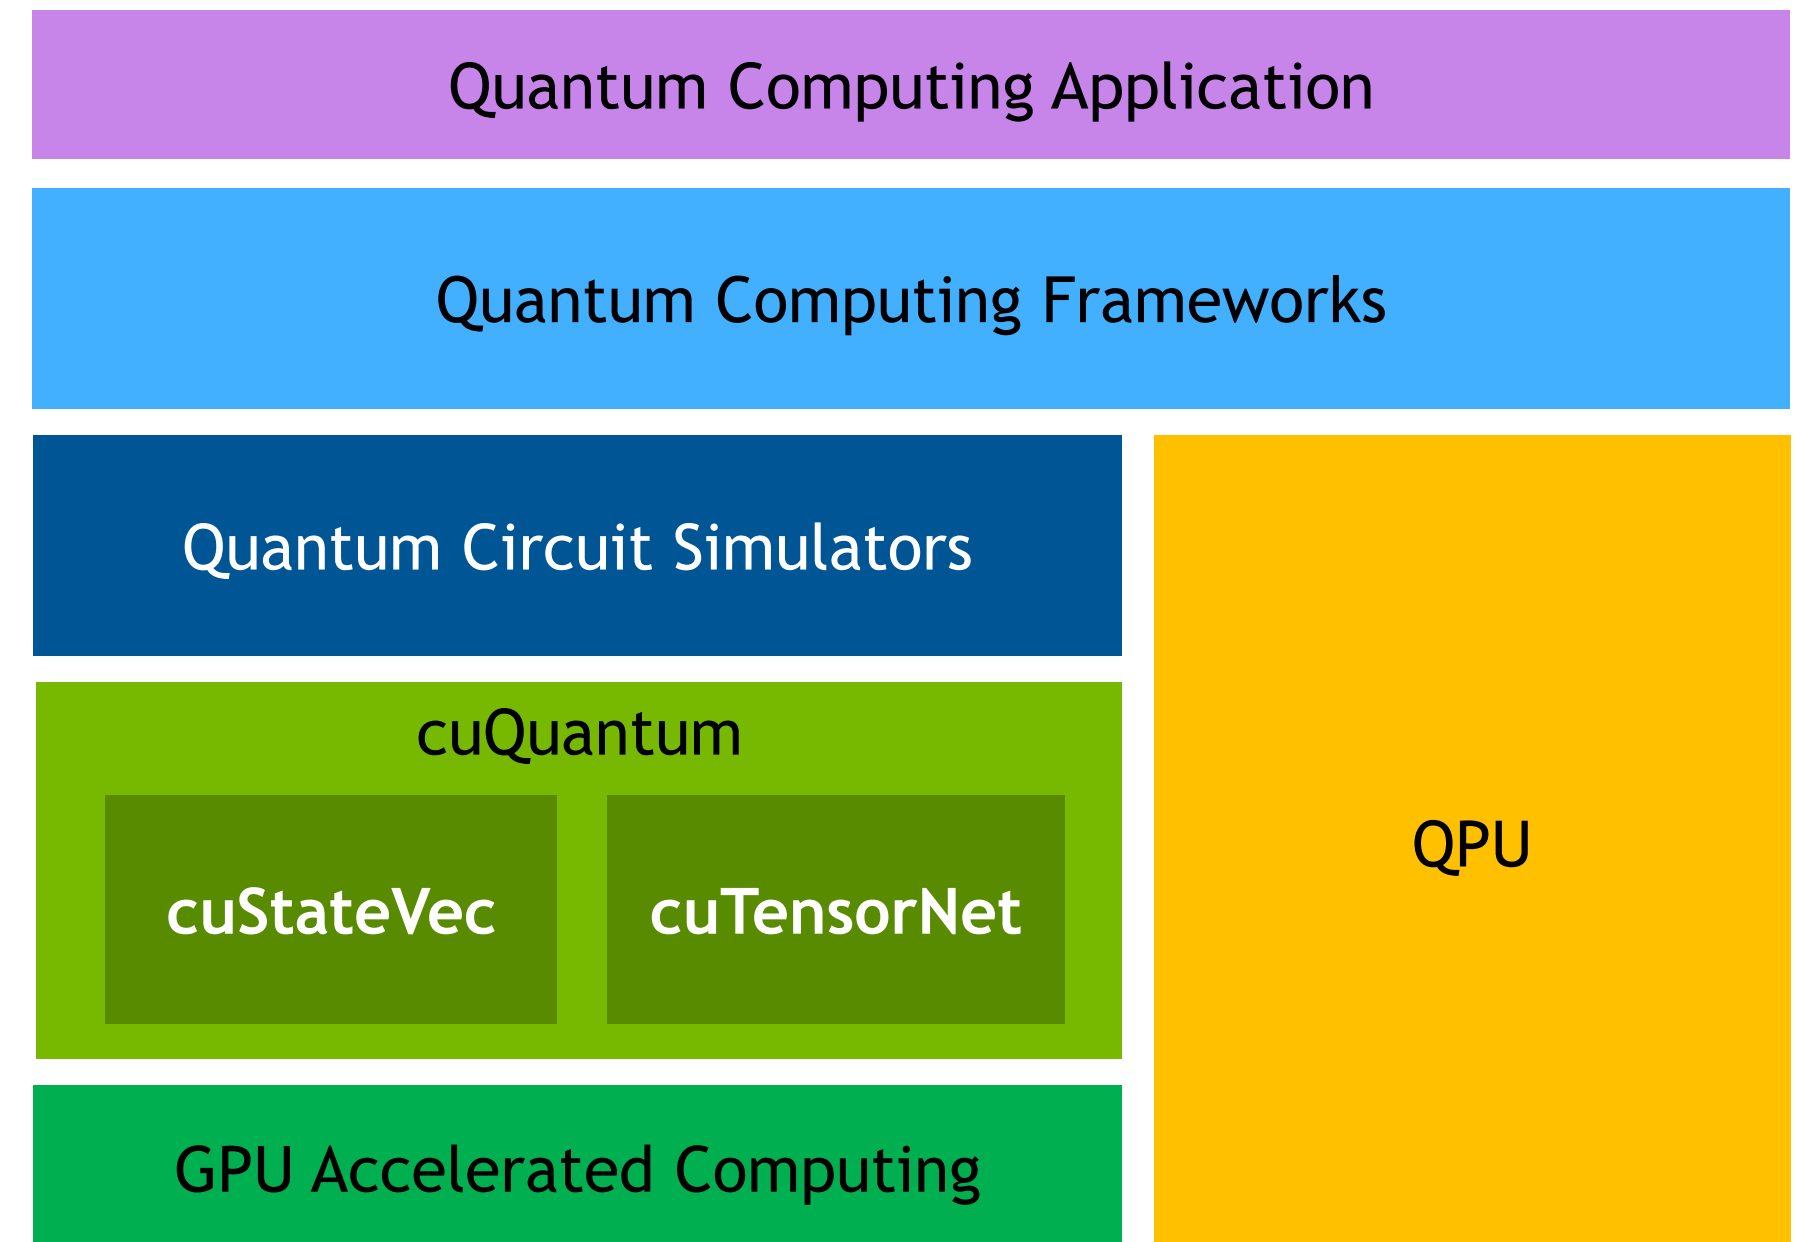 Quantum Computing Application
Quantum Computing Frameworks
Quantum Circuit Simulators
cuQuantum
cuStateVec
cuTensorNet
QPU
GPU Accelerated Computing